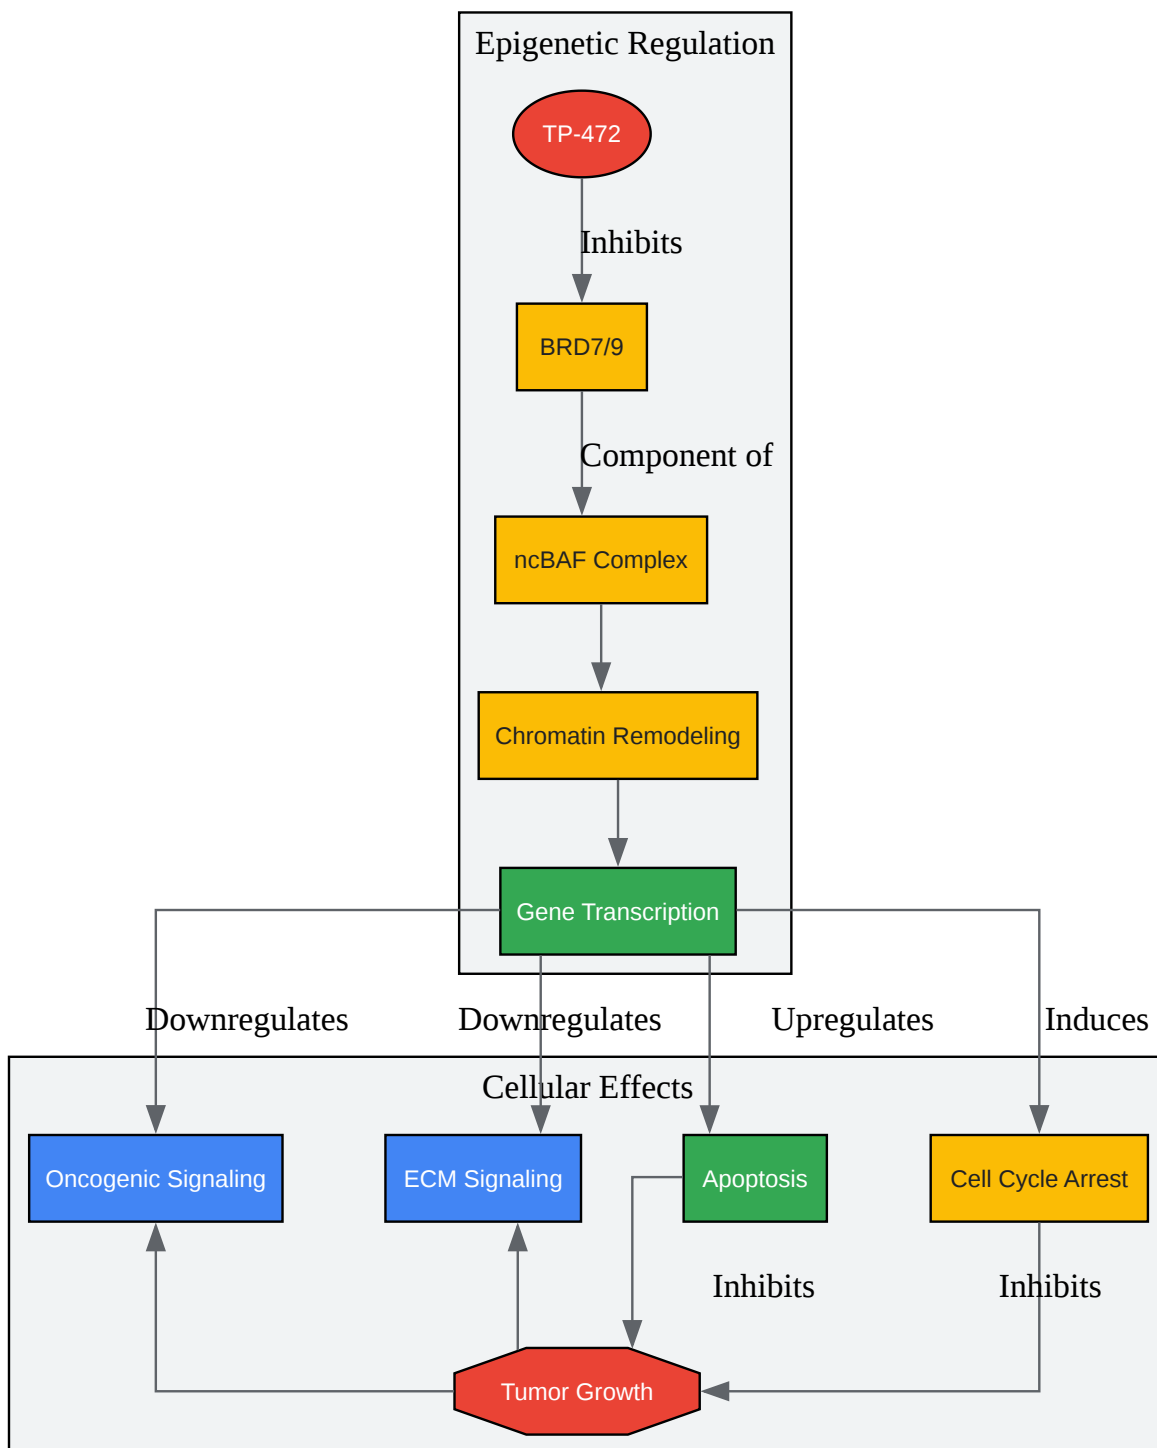 Epigenetic Regulation
TP-472
Inhibits
BRD7/9
Component of
ncBAF Complex
Chromatin Remodeling
Gene Transcription
Downregulates
Downregulates
Upregulates
Induces
Cellular Effects
Oncogenic Signaling
ECM Signaling
Apoptosis
Cell Cycle Arrest
Inhibits
Inhibits
Tumor Growth